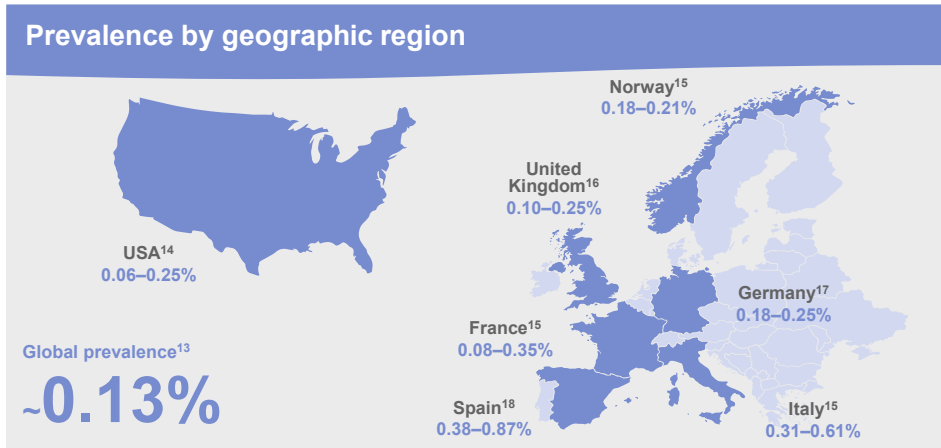 Prevalence by geographic region
Norway¹⁵
0.18–0.21%
United
Kingdom¹⁶
0.10–0.25%
USA¹⁴
0.06–0.25%
Germany¹⁷
0.18–0.25%
France¹⁵
0.08–0.35%
Global prevalence¹³
~0.13%
Spain¹⁸
0.38–0.87%
Italy¹⁵
0.31–0.61%